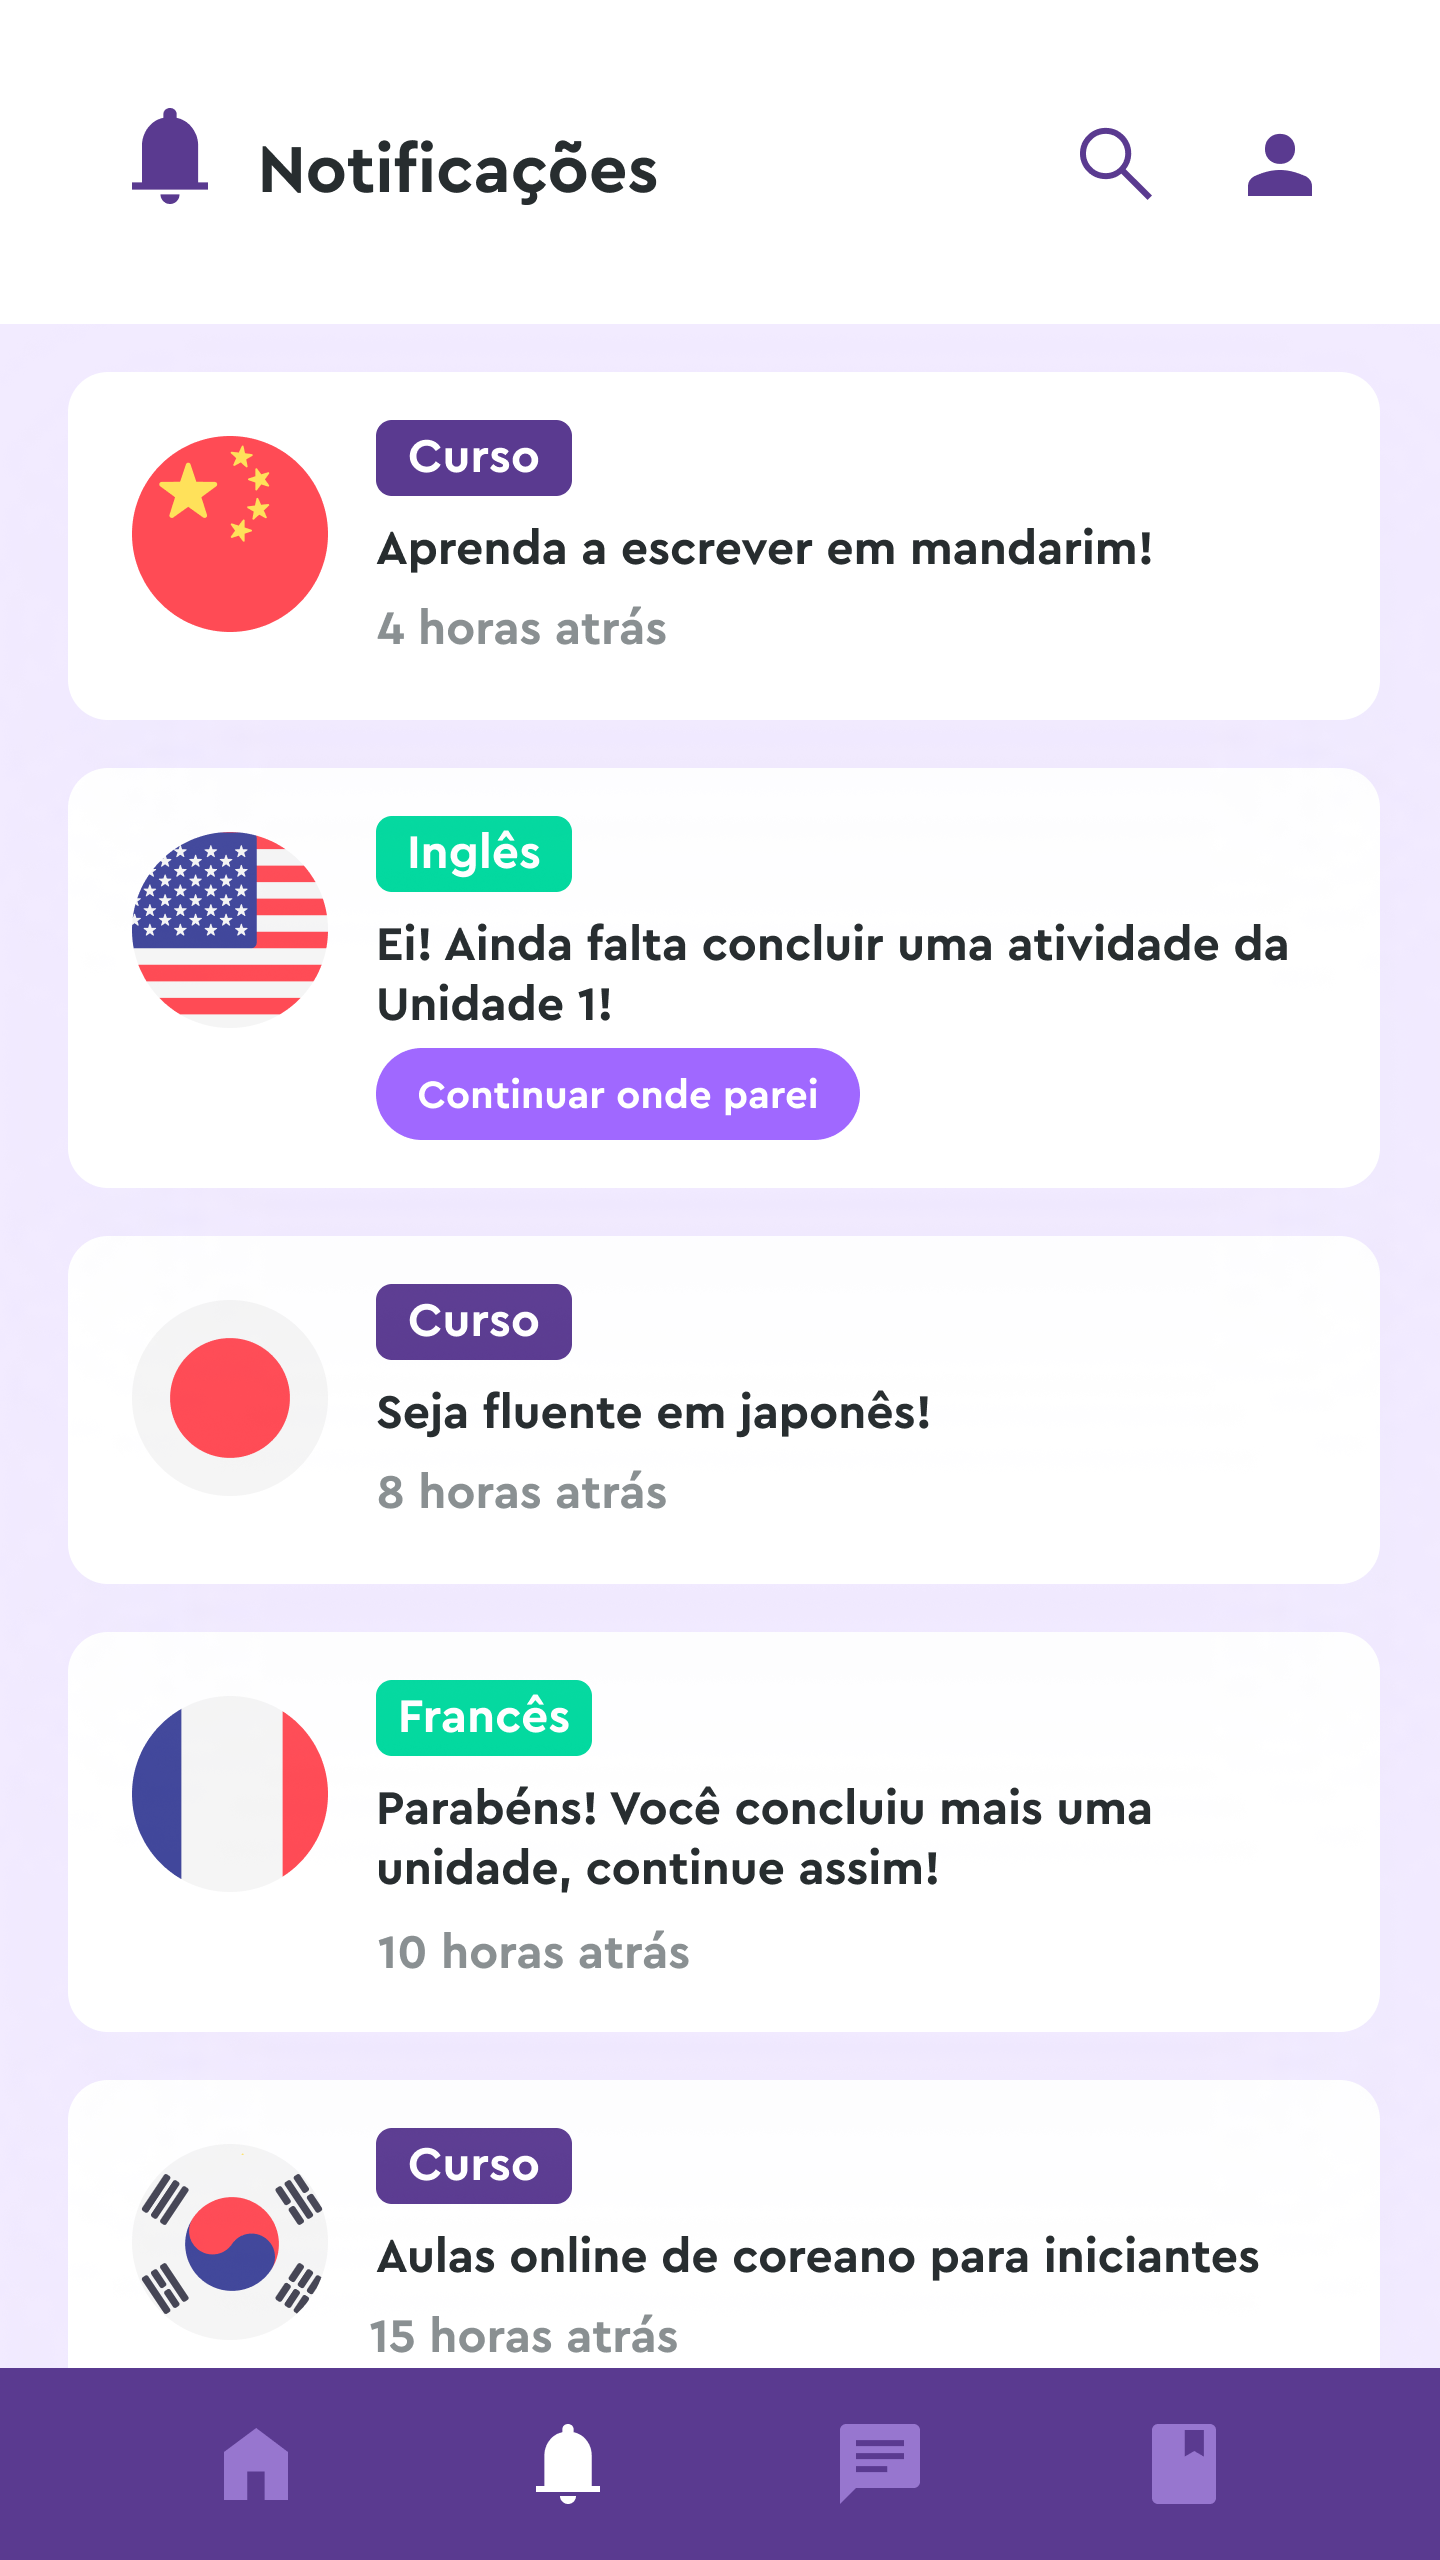 Notificações
Curso
Aprenda a escrever em mandarim!
4 horas atrás
Inglês
Ei! Ainda falta concluir uma atividade da
Unidade 1!
Continuar onde parei
Curso
Seja fluente em japonês!
8 horas atrás
Francês
Parabéns! Você concluiu mais uma
unidade, continue assim!
10 horas atrás
Curso
Aulas online de coreano para iniciantes
15 horas atrás